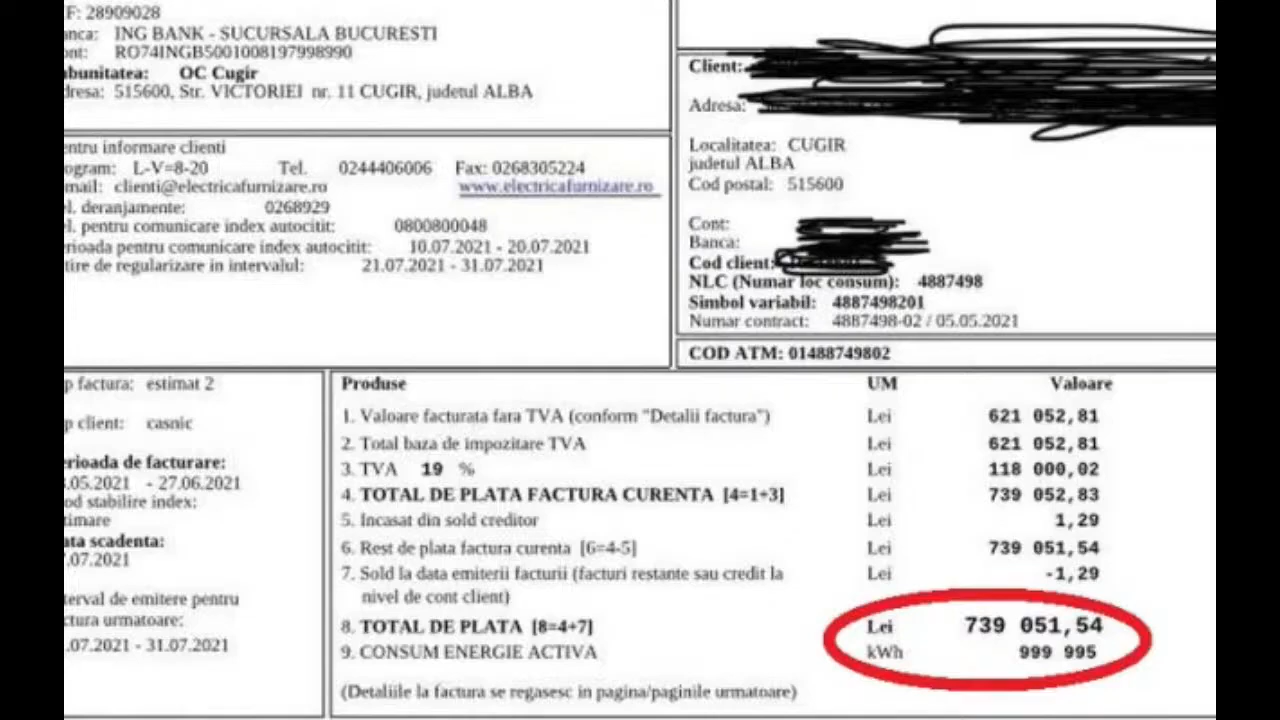 F: 28909028
anca: ING BANK - SUCURSALA BUCURESTI
ont: RO74INGB5001008197998990
bunitatea: OC Cugir
dresa: 515600, Str. VICTORIEI nr. 11 CUGIR, judetul ALBA
entru informare clienti
ogram: L-V=8-20 Tel. 0244406006 Fax: 0268305224
mail: clienti@electricafurnizare.ro www.electricafurnizare.ro
el. deranjamente: 0268929
el. pentru comunicare index autocitit: 0800800048
erioada pentru comunicare index autocitit: 10.07.2021 - 20.07.2021
itire de regularizare in intervalul: 21.07.2021 - 31.07.2021
Client:
Adresa:
Localitatea: CUGIR
judetul ALBA
Cod postal: 515600
Cont:
Banca:
Cod client:
NLC (Numar loc consum): 4887498
Simbol variabil: 4887498201
Numar contract: 4887498-02 / 05.05.2021
COD ATM: 01488749802
p factura: estimat 2
p client: casnic
erioada de facturare:
.05.2021 - 27.06.2021
od stabilire index:
timare
ata scadenta:
.07.2021
terval de emitere pentru
ctura urmatoare:
.07.2021 - 31.07.2021
Produse UM Valoare
1. Valoare facturata fara TVA (conform "Detalii factura") Lei 621 052,81
2. Total baza de impozitare TVA Lei 621 052,81
3. TVA 19 % Lei 118 000,02
4. TOTAL DE PLATA FACTURA CURENTA [4=1+3] Lei 739 052,83
5. Incasat din sold creditor Lei 1,29
6. Rest de plata factura curenta [6=4-5] Lei 739 051,54
7. Sold la data emiterii facturii (facturi restante sau credit la Lei -1,29
nivel de cont client)
8. TOTAL DE PLATA [8=4+7] Lei 739 051,54
9. CONSUM ENERGIE ACTIVA kWh 999 995
(Detaliile la factura se regasesc in pagina/paginile urmatoare)